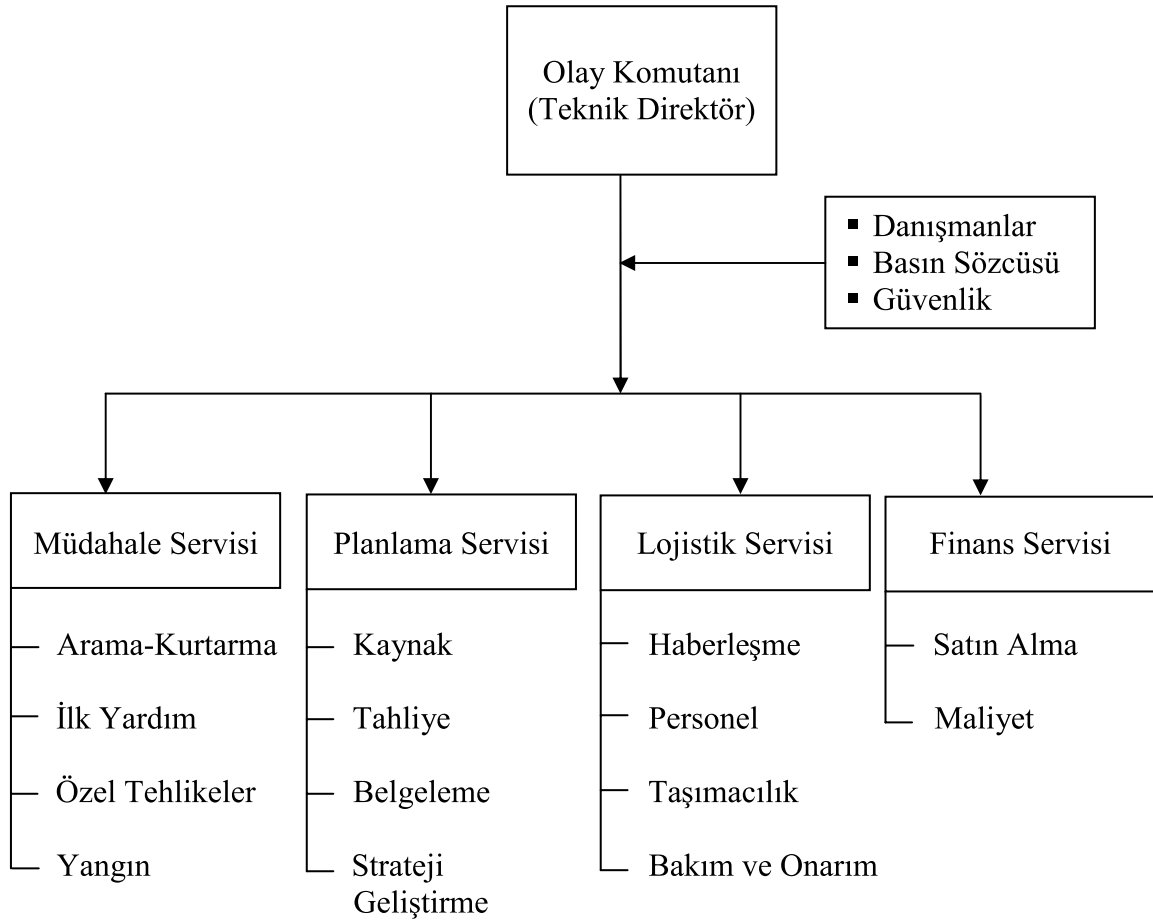 Olay Komutanı
(Teknik Direktör)
▪ Danışmanlar
▪ Basın Sözcüsü
▪ Güvenlik
Müdahale Servisi
Arama-Kurtarma
İlk Yardım
Özel Tehlikeler
Yangın
Planlama Servisi
Kaynak
Tahliye
Belgeleme
Strateji
Geliştirme
Lojistik Servisi
Haberleşme
Personel
Taşımacılık
Bakım ve Onarım
Finans Servisi
Satın Alma
Maliyet